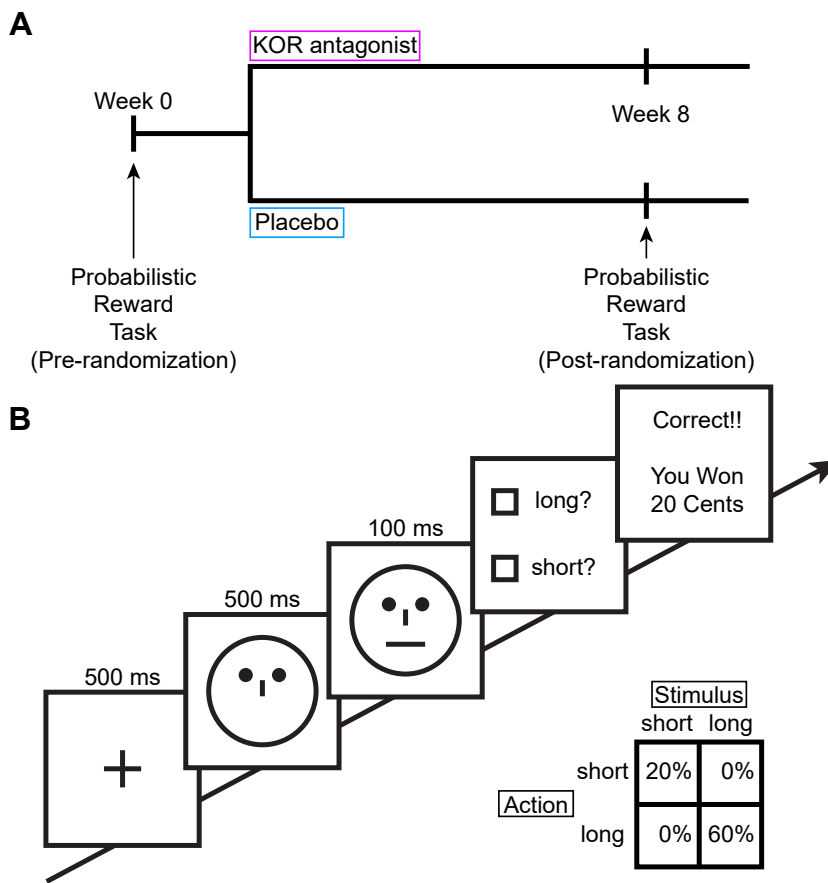 A
KOR antagonist
Week 0
Week 8
Placebo
Probabilistic
Reward
Task
(Pre-randomization)
Probabilistic
Reward
Task
(Post-randomization)
B
500 ms
500 ms
100 ms
long?
short?
Correct!!
You Won
20 Cents
Stimulus
short long
Action
short 20% 0%
long 0% 60%